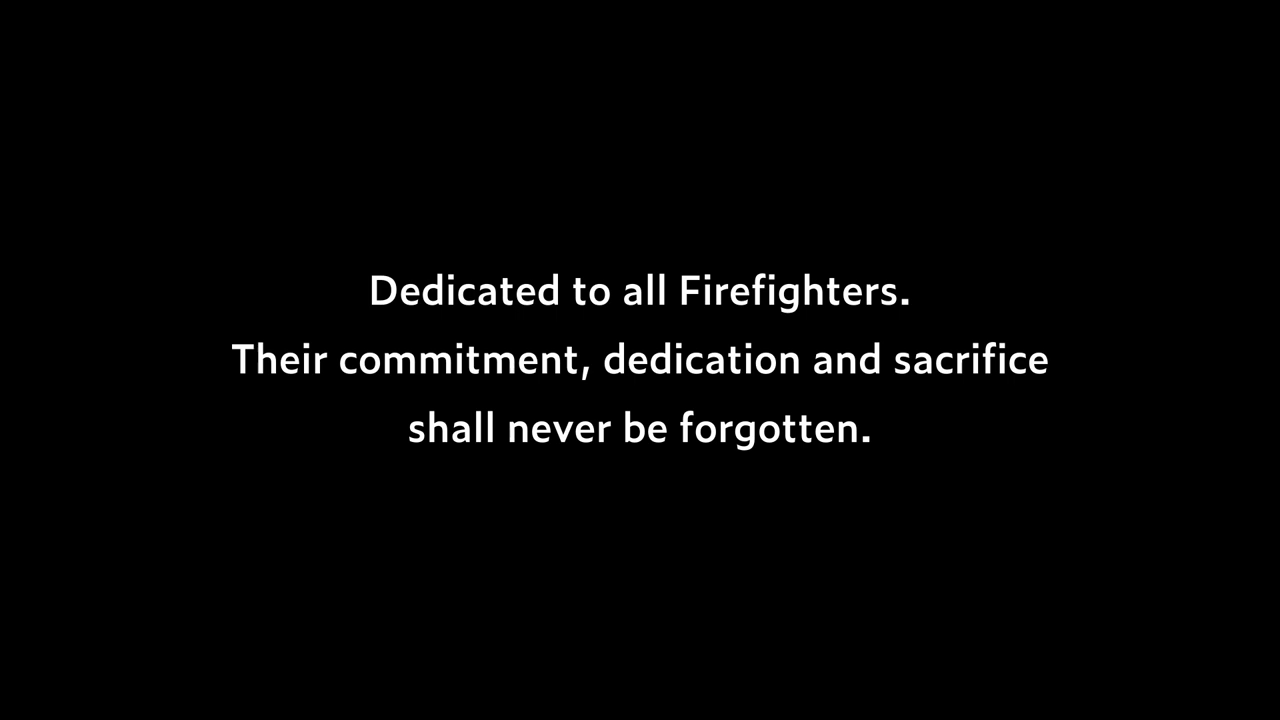 Dedicated to all Firefighters.
Their commitment, dedication and sacrifice
shall never be forgotten.